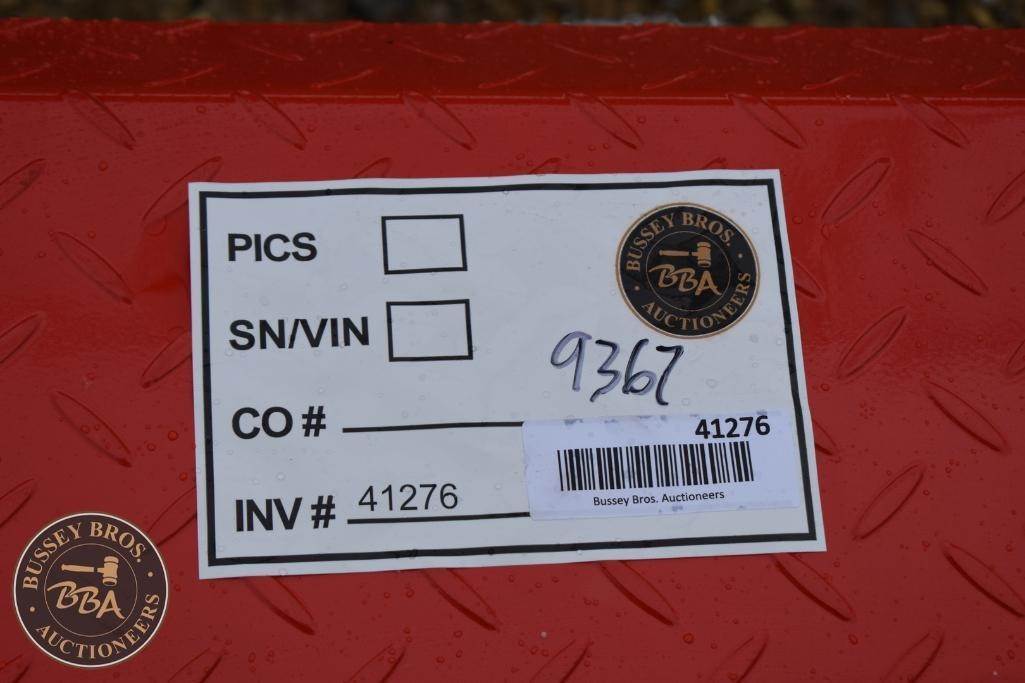 PICS
BUSSEY BROS.
BBA
AUCTIONEERS
SN/VIN
9367
CO #
41276
Bussey Bros. Auctioneers
INV # 41276
BUSSEY BROS.
BBA
AUCTIONEERS